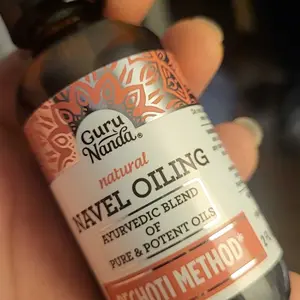 Guru
Nanda®
natural
NAVEL OILING
AYURVEDIC BLEND
OF
PURE & POTENT OILS
METHOD